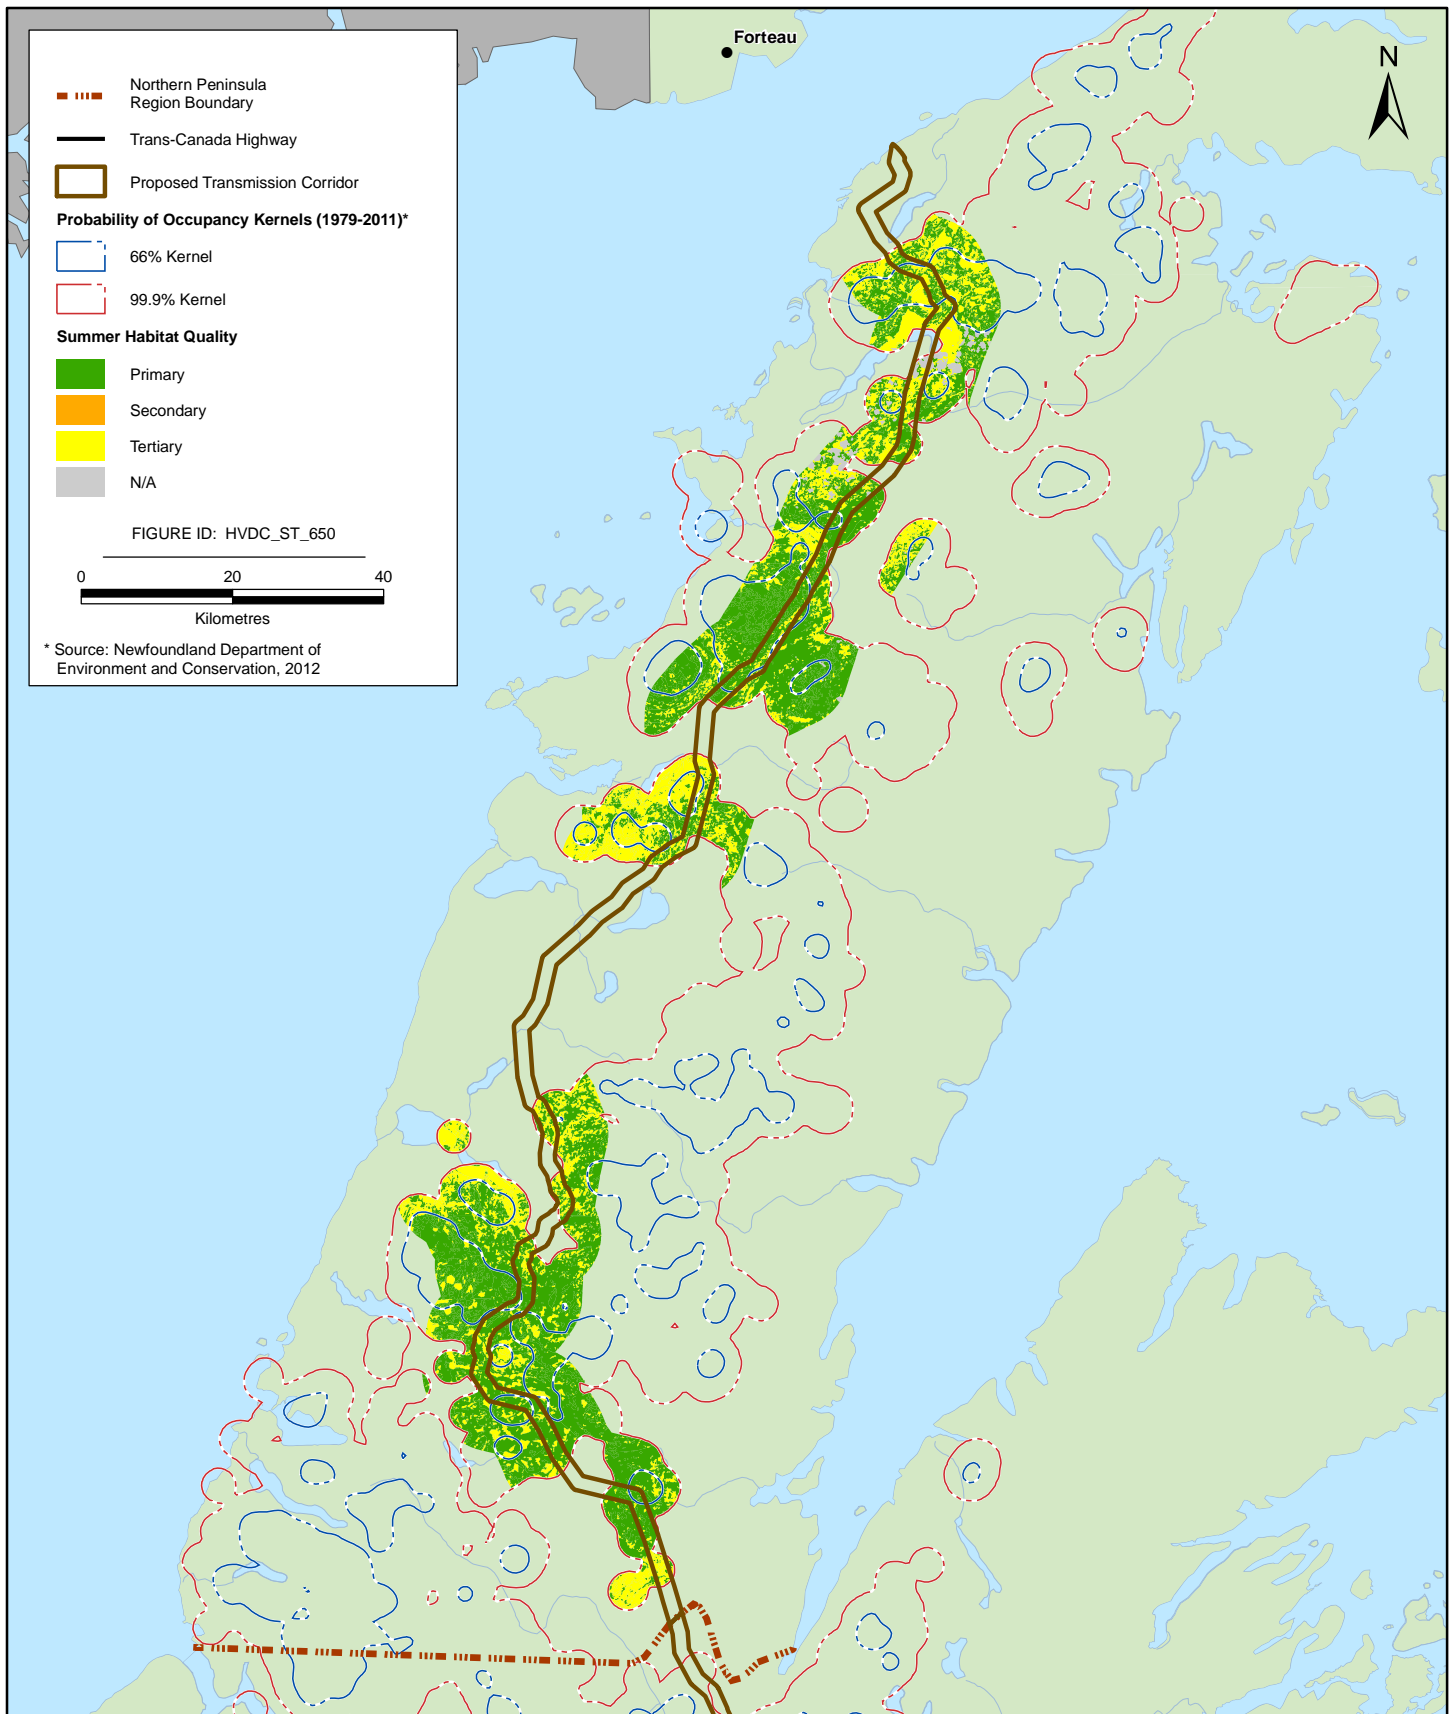 Forteau
N
Northern Peninsula
Region Boundary
Trans-Canada Highway
Proposed Transmission Corridor
Probability of Occupancy Kernels (1979-2011)*
66% Kernel
99.9% Kernel
Summer Habitat Quality
Primary
Secondary
Tertiary
N/A
FIGURE ID: HVDC_ST_650
0 20 40
Kilometres
* Source: Newfoundland Department of
Environment and Conservation, 2012